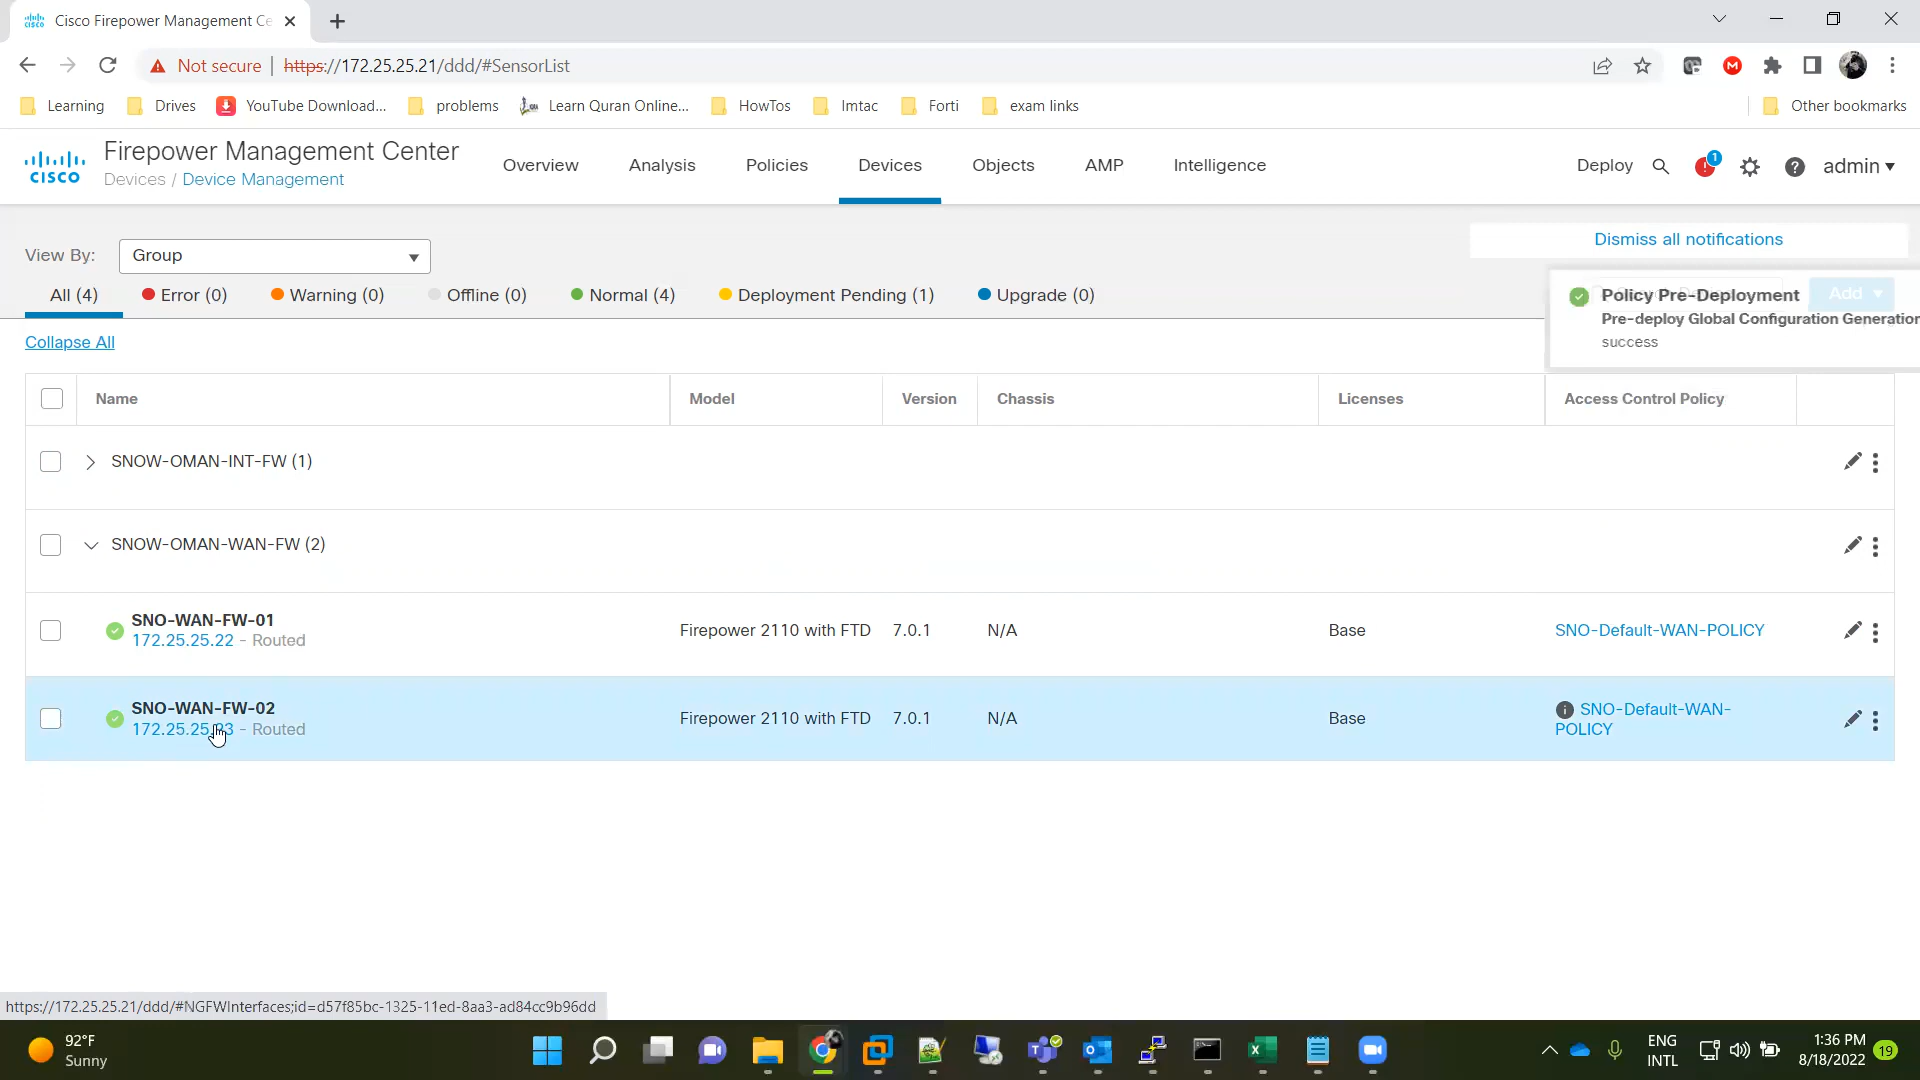 Cisco Firepower Management Ce
Not secure | https://172.25.25.21/ddd/#SensorList
Learning
Drives
YouTube Download...
problems
Learn Quran Online...
HowTos
Imtac
Forti
exam links
Other bookmarks
CISCO
Firepower Management Center
Devices / Device Management
Overview
Analysis
Policies
Devices
Objects
AMP
Intelligence
Deploy
1
admin
View By:
Group
Dismiss all notifications
All (4)
Error (0)
Warning (0)
Offline (0)
Normal (4)
Deployment Pending (1)
Upgrade (0)
Add
Policy Pre-Deployment
Pre-deploy Global Configuration Generation
success
Collapse All
Name
Model
Version
Chassis
Licenses
Access Control Policy
SNOW-OMAN-INT-FW (1)
SNOW-OMAN-WAN-FW (2)
SNO-WAN-FW-01
172.25.25.22 - Routed
Firepower 2110 with FTD
7.0.1
N/A
Base
SNO-Default-WAN-POLICY
SNO-WAN-FW-02
172.25.25.23 - Routed
Firepower 2110 with FTD
7.0.1
N/A
Base
SNO-Default-WAN-
POLICY
https://172.25.25.21/ddd/#NGFWInterfaces;id=d57f85bc-1325-11ed-8aa3-ad84cc9b96dd
92°F
Sunny
ENG
INTL
1:36 PM
8/18/2022
19